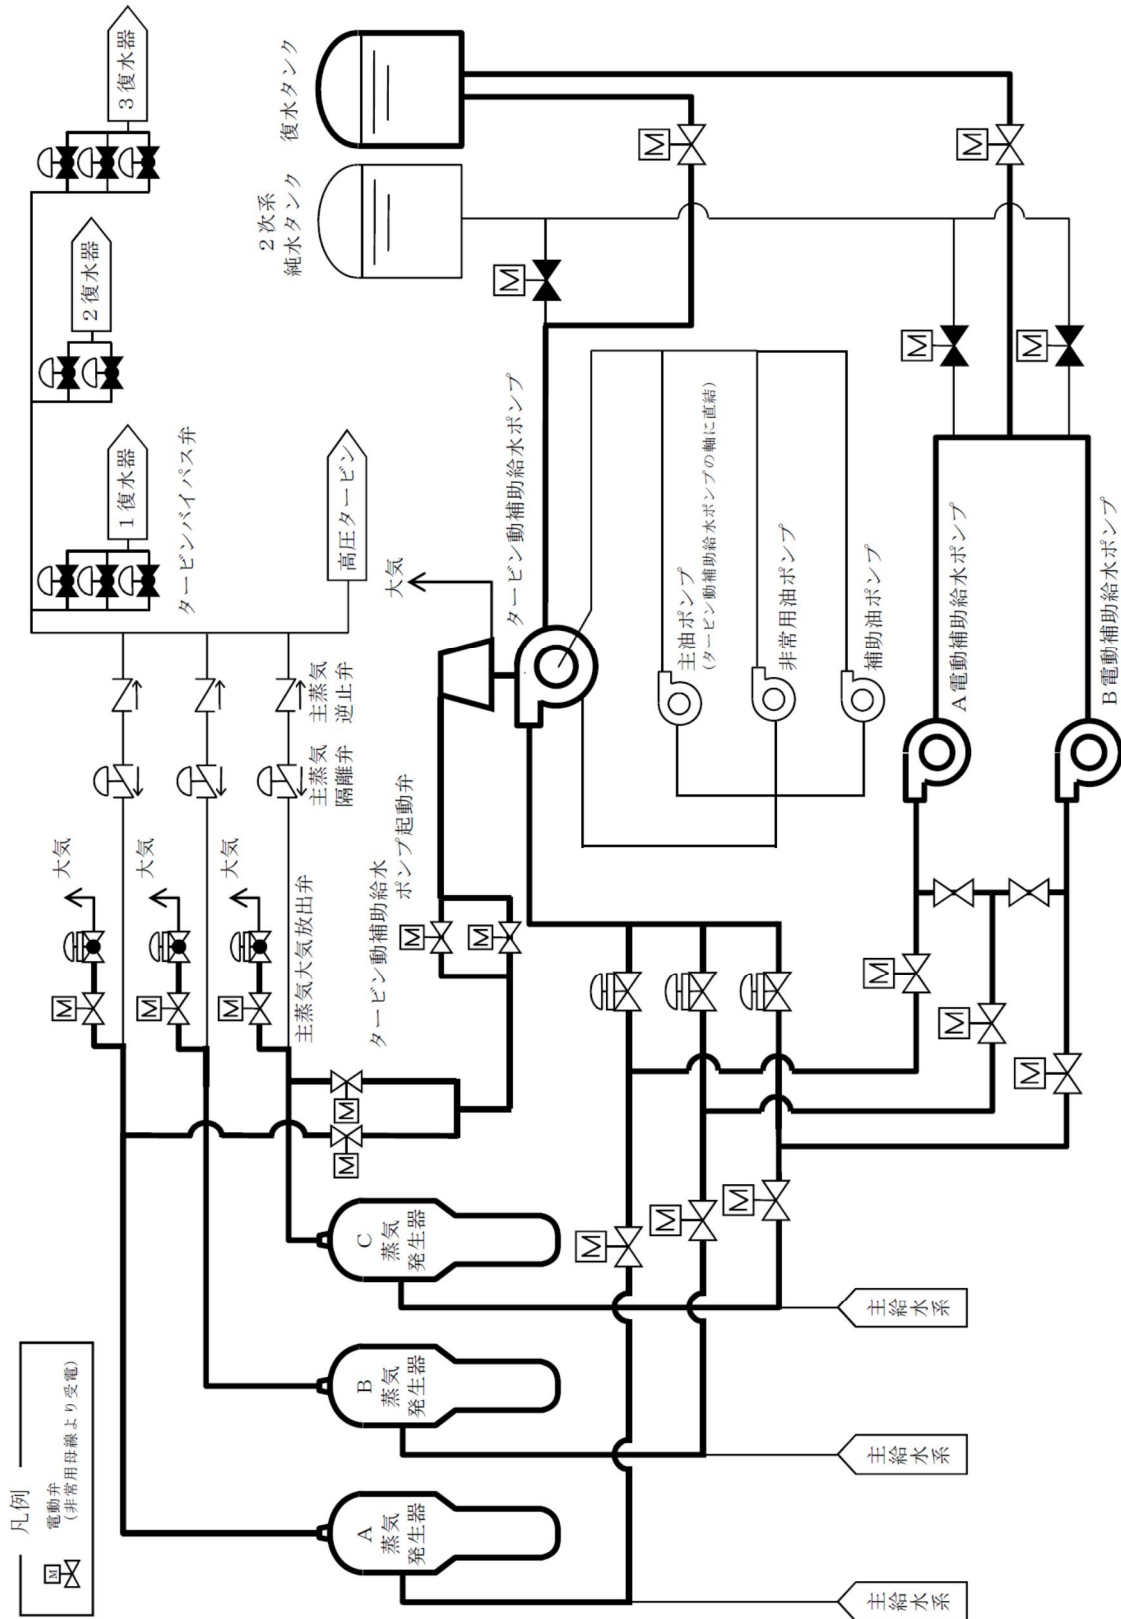 凡例
M
電動弁
(非常用母線より受電)
3復水器
2復水器
1復水器
タービンバイパス弁
高圧タービン
復水タンク
2次系
純水タンク
M
M
M
M
M
大気
大気
大気
大気
主蒸気
逆止弁
主蒸気
隔離弁
主蒸気大気放出弁
M
M
M
タービン動補助給水
ポンプ起動弁
M
M
M
M
タービン動補助給水ポンプ
主油ポンプ
(タービン動補助給水ポンプの軸に直結)
非常用油ポンプ
補助油ポンプ
A電動補助給水ポンプ
B電動補助給水ポンプ
M
M
M
M
M
M
A
蒸気
発生器
B
蒸気
発生器
C
蒸気
発生器
主給水系
主給水系
主給水系